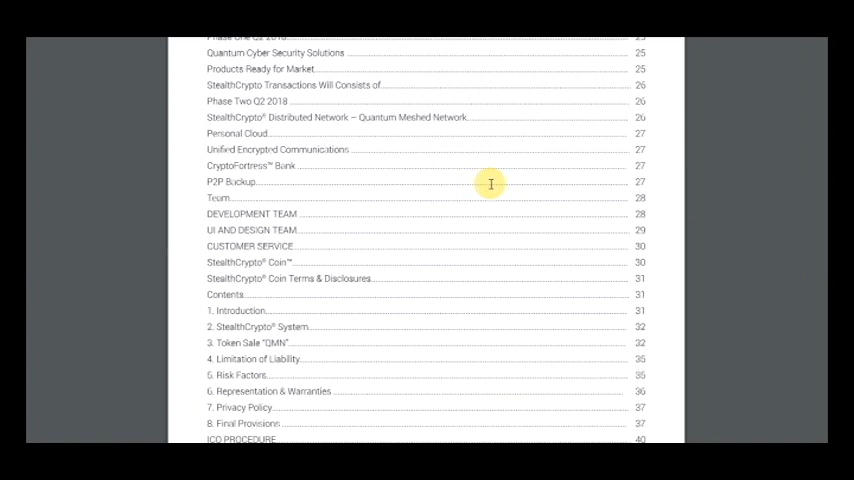 Phase One Q2 2018 25
Quantum Cyber Security Solutions 25
Products Ready for Market 25
StealthCrypto Transactions Will Consists of 26
Phase Two Q2 2018 26
StealthCrypto® Distributed Network – Quantum Meshed Network 26
Personal Cloud 27
Unified Encrypted Communications 27
CryptoFortress™ Bank 27
P2P Backup 27
Team 28
DEVELOPMENT TEAM 28
UI AND DESIGN TEAM 29
CUSTOMER SERVICE 30
StealthCrypto® Coin™ 30
StealthCrypto® Coin Terms & Disclosures 31
Contents 31
1. Introduction 31
2. StealthCrypto® System 32
3. Token Sale “QMN” 32
4. Limitation of Liability 35
5. Risk Factors 35
6. Representation & Warranties 36
7. Privacy Policy 37
8. Final Provisions 37
ICO PROCEDURE 40